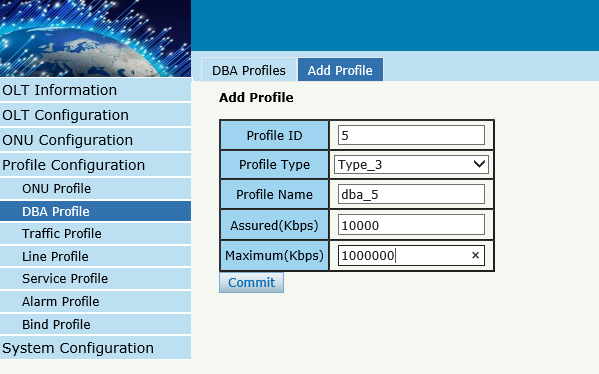 OLT Information
OLT Configuration
ONU Configuration
Profile Configuration
ONU Profile
DBA Profile
Traffic Profile
Line Profile
Service Profile
Alarm Profile
Bind Profile
System Configuration
DBA Profiles
Add Profile
Add Profile
Profile ID 5
Profile Type Type_3
Profile Name dba_5
Assured(Kbps) 10000
Maximum(Kbps) 1000000 ×
Commit